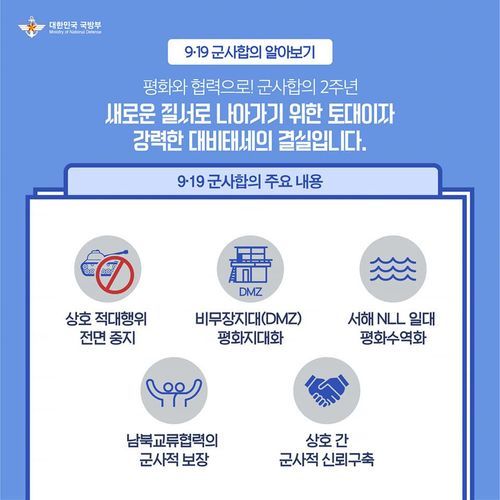 대한민국 국방부
Ministry of National Defense
9·19 군사합의 알아보기
평화와 협력으로! 군사합의 2주년
새로운 질서로 나아가기 위한 토대이자
강력한 대비태세의 결실입니다.
9·19 군사합의 주요 내용
상호 적대행위
전면 중지
DMZ
비무장지대(DMZ)
평화지대화
서해 NLL 일대
평화수역화
남북교류협력의
군사적 보장
상호 간
군사적 신뢰구축